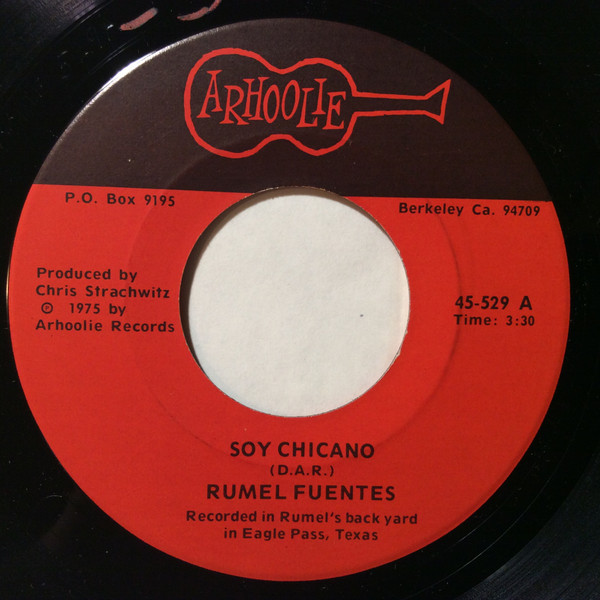 ARHOOLIE
P.O. Box 9195
Berkeley Ca. 94709
Produced by
Chris Strachwitz
℗ 1975 by
Arhoolie Records
45-529 A
Time: 3:30
SOY CHICANO
(D.A.R.)
RUMEL FUENTES
Recorded in Rumel's back yard
in Eagle Pass, Texas